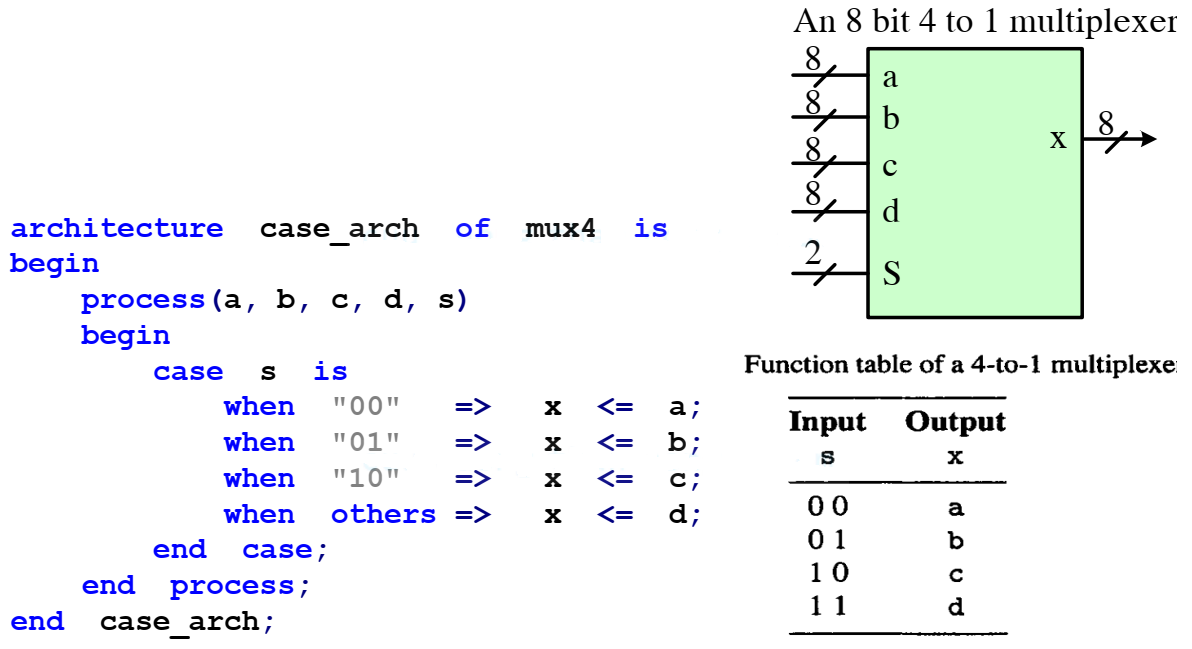 An 8 bit 4 to 1 multiplexer
8
a
8
b
8
c
8
d
2
S
x
8
architecture case_arch of mux4 is
begin
process(a, b, c, d, s)
begin
case s is
when "00" => x <= a;
when "01" => x <= b;
when "10" => x <= c;
when others => x <= d;
end case;
end process;
end case_arch;
Function table of a 4-to-1 multiplexer
Input Output
s x
0 0 a
0 1 b
1 0 c
1 1 d